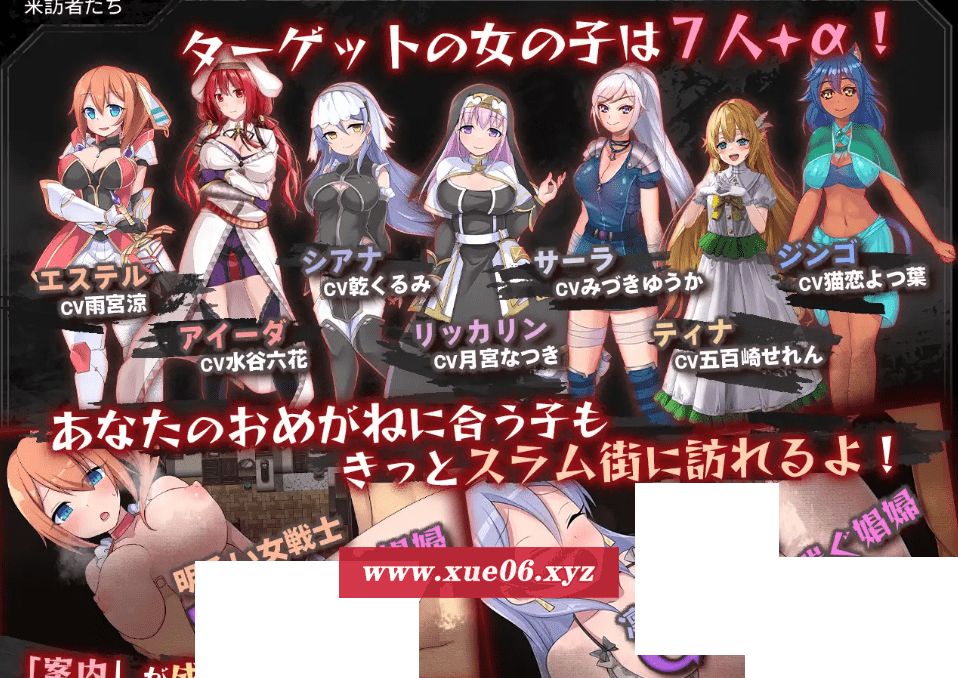 来訪者たち
ターゲットの女の子は7人+α！
エステル
CV雨宮涼
アイーダ
CV水谷六花
シアナ
CV乾くるみ
リッカリン
CV月宮なつき
サーラ
CVみづきゆうか
ティナ
CV五百崎せれん
ジンゴ
CV猫恋よつ葉
あなたのおめがねに合う子も
きっとスラム街に訪れるよ！
い女戦士
娼婦
ぐ娼婦
www.xue06.xyz
「案内」が